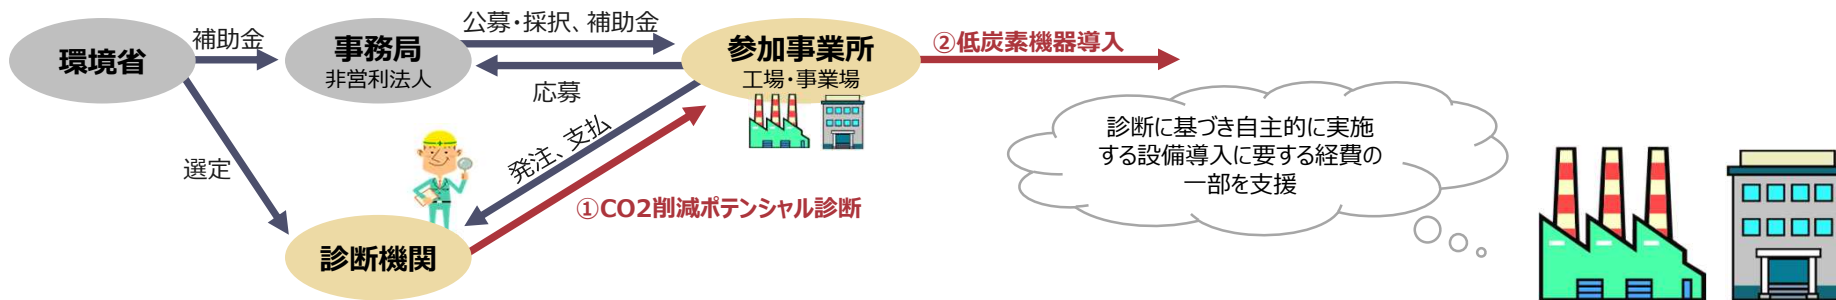 環境省
補助金
事務局
非営利法人
公募・採択、補助金
応募
参加事業所
工場・事業場
②低炭素機器導入
選定
発注、支払
①CO2削減ポテンシャル診断
診断機関
診断に基づき自主的に実施
する設備導入に要する経費の
一部を支援